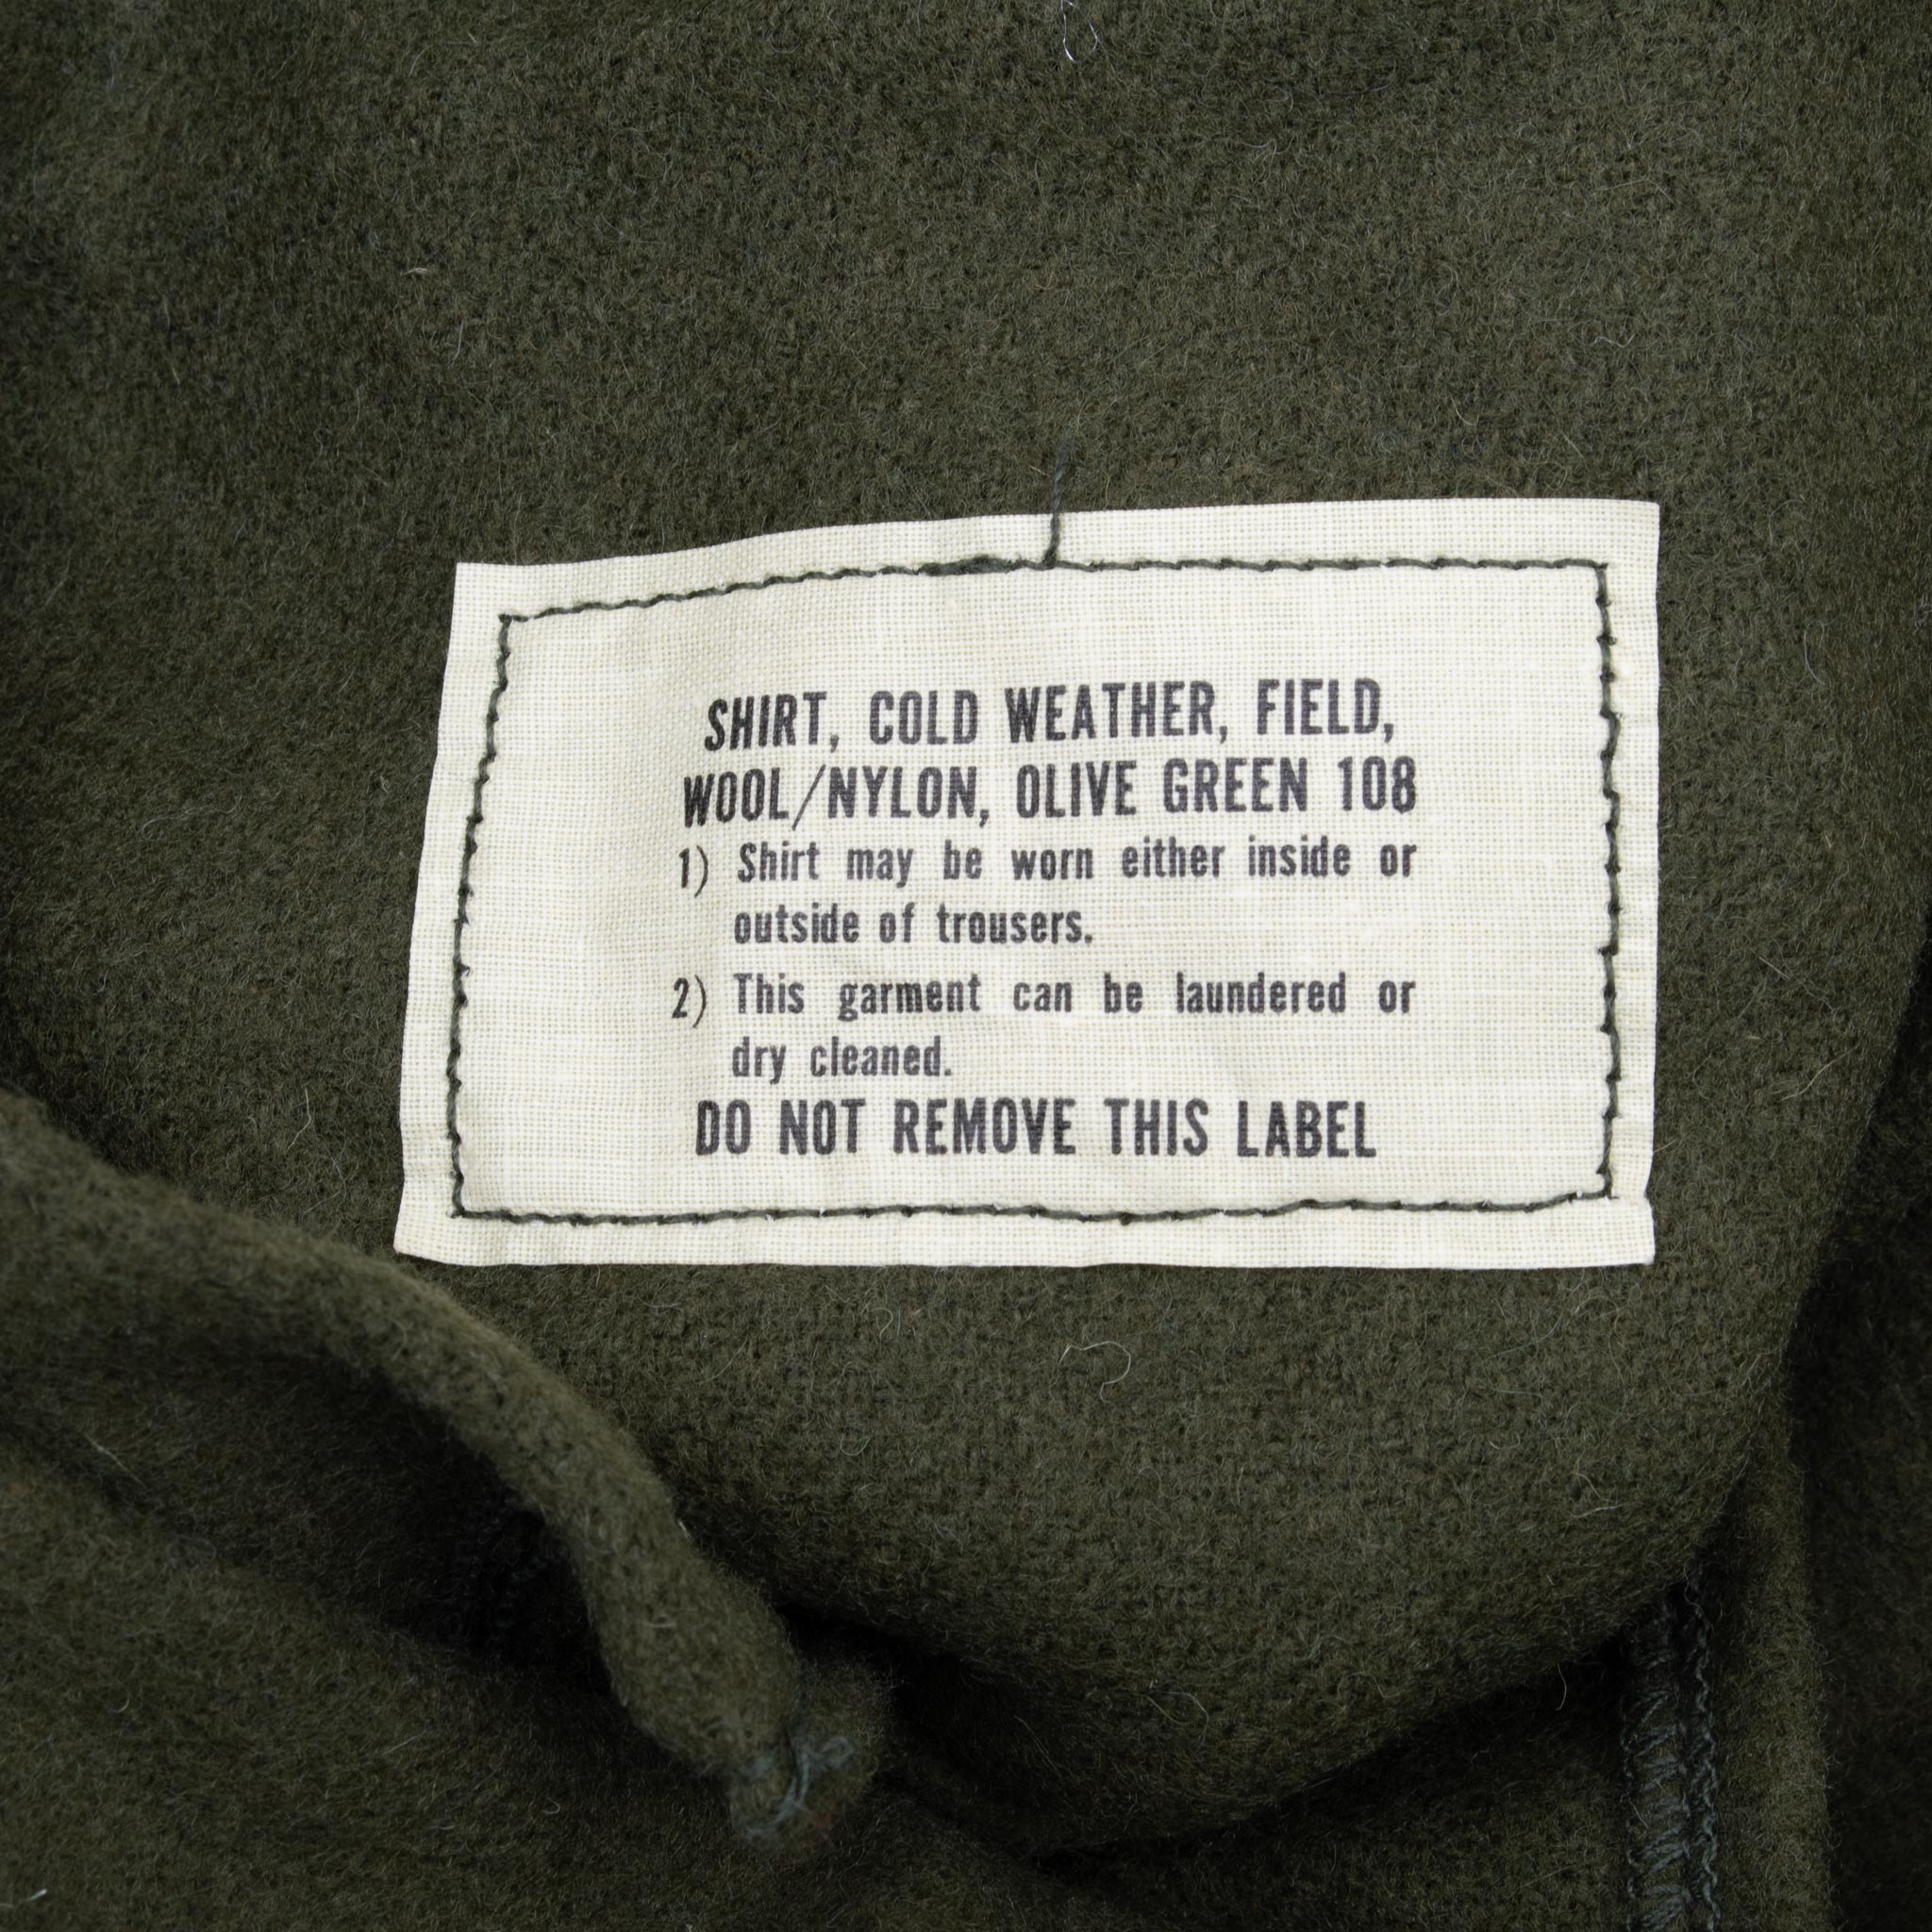 SHIRT, COLD WEATHER, FIELD,
WOOL/NYLON, OLIVE GREEN 108
1) Shirt may be worn either inside or
outside of trousers.
2) This garment can be laundered or
dry cleaned.
DO NOT REMOVE THIS LABEL